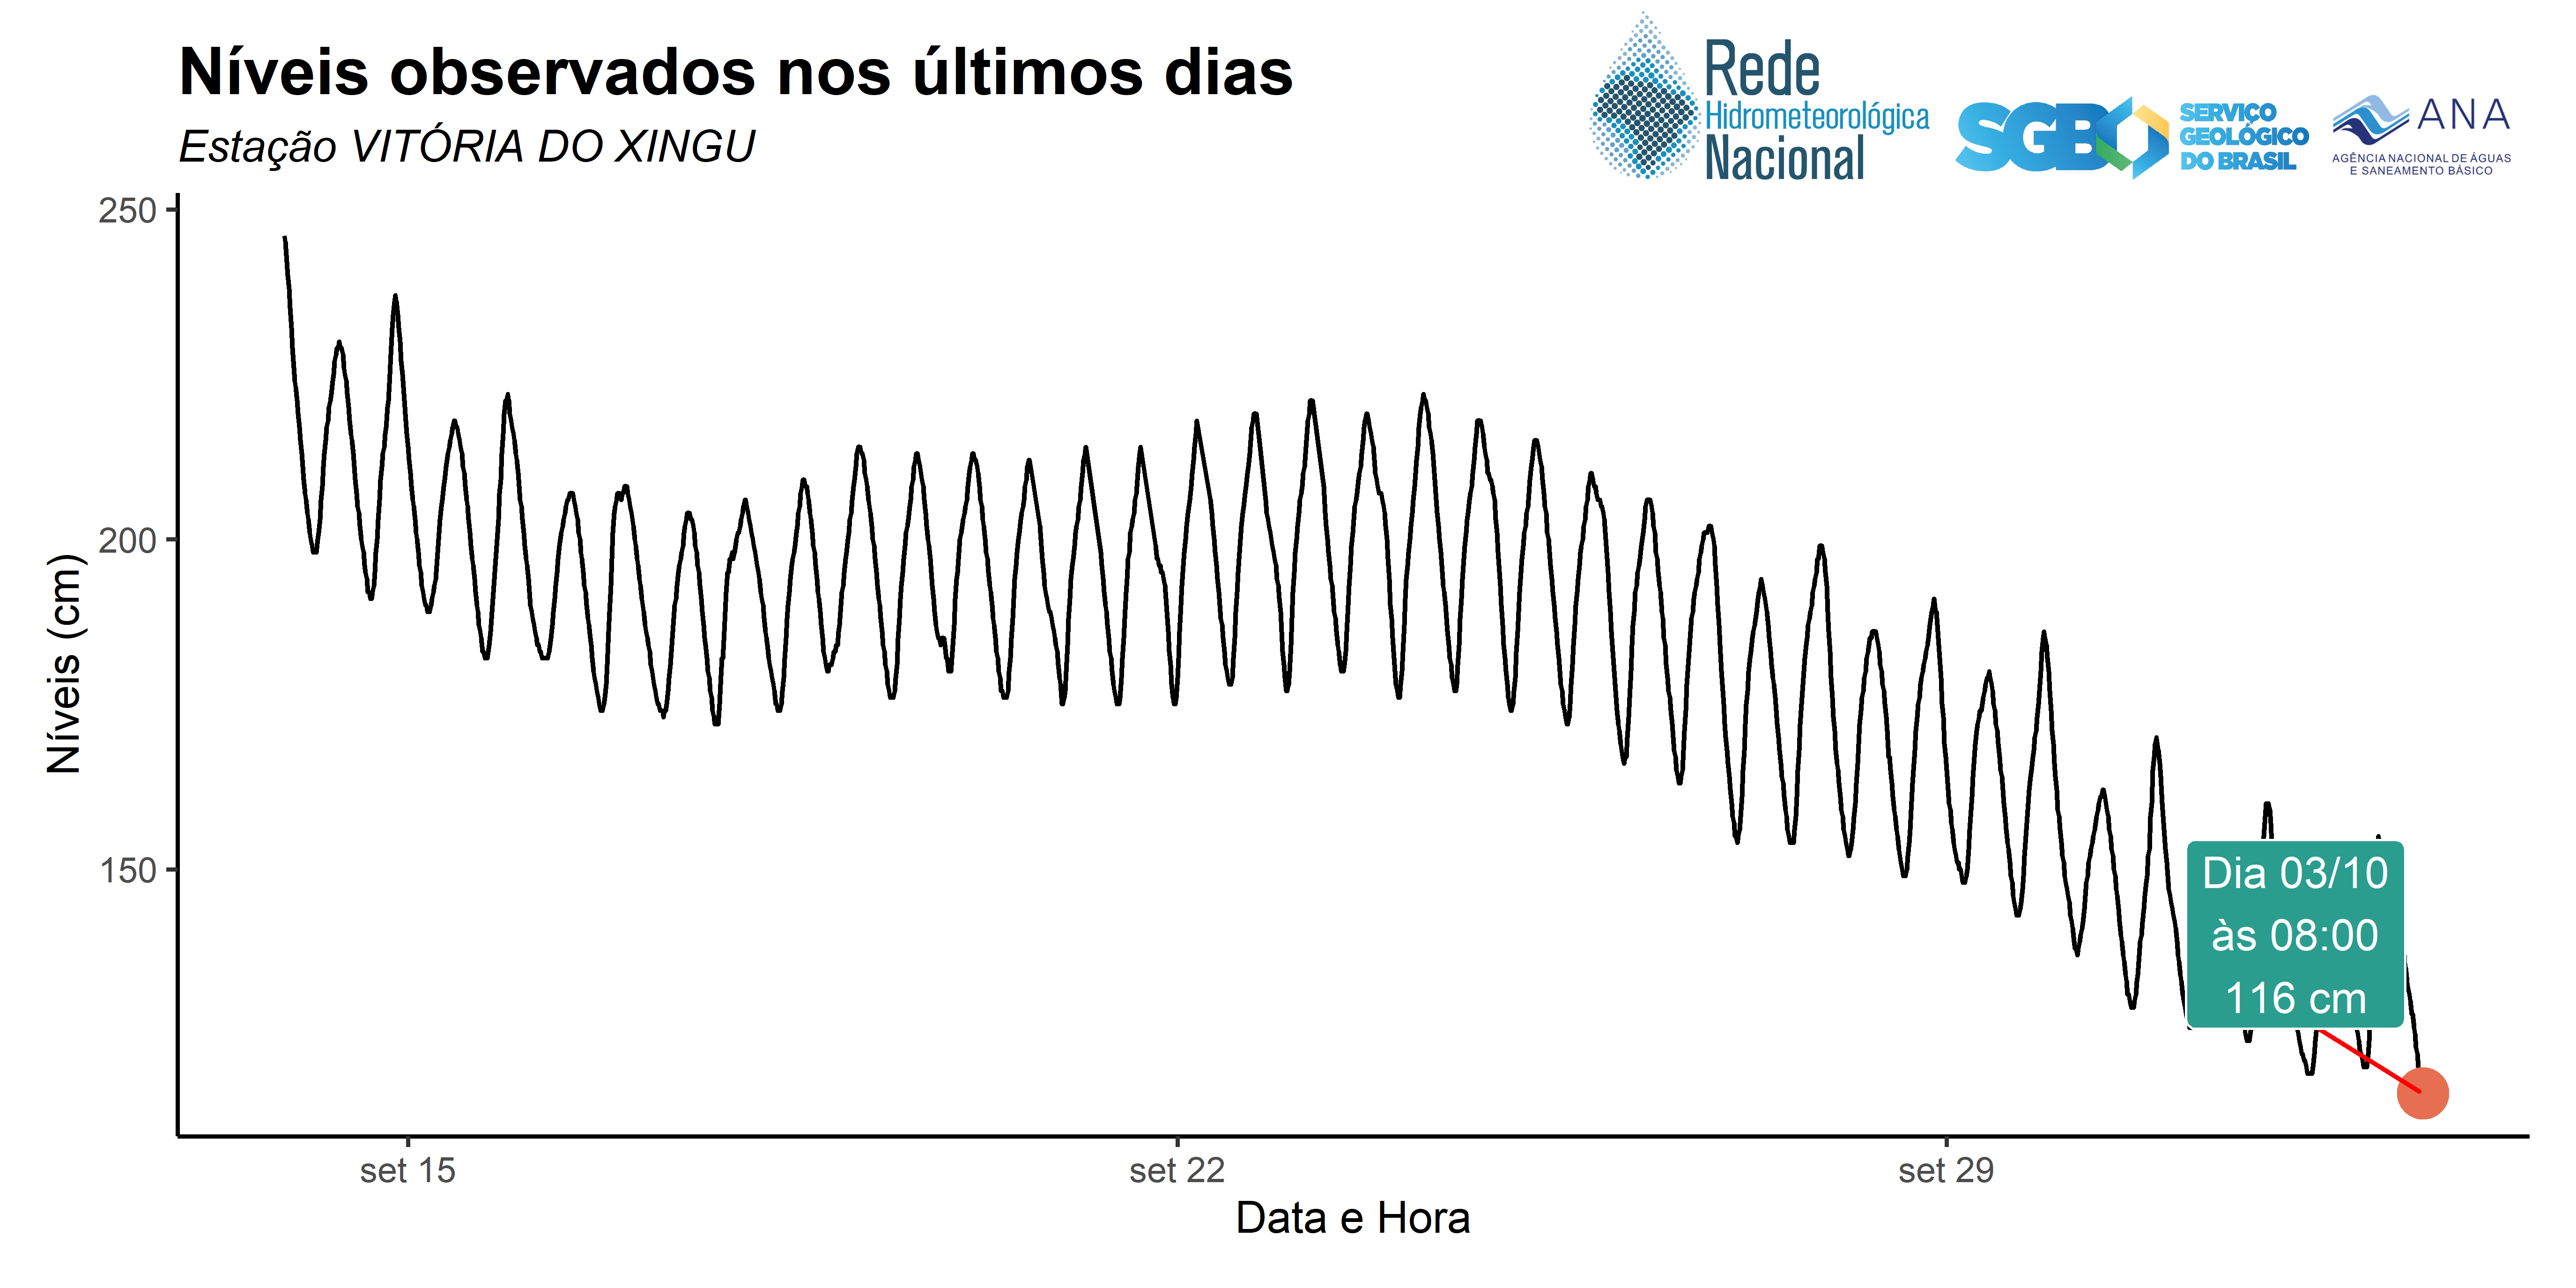 Níveis observados nos últimos dias
Estação VITÓRIA DO XINGU
Rede
Hidrometeorológica
Nacional
SGB
SERVIÇO
GEOLÓGICO
DO BRASIL
ANA
AGÊNCIA NACIONAL DE ÁGUAS
E SANEAMENTO BÁSICO
Níveis (cm)
250
200
150
Dia 03/10
às 08:00
116 cm
set 15
set 22
set 29
Data e Hora